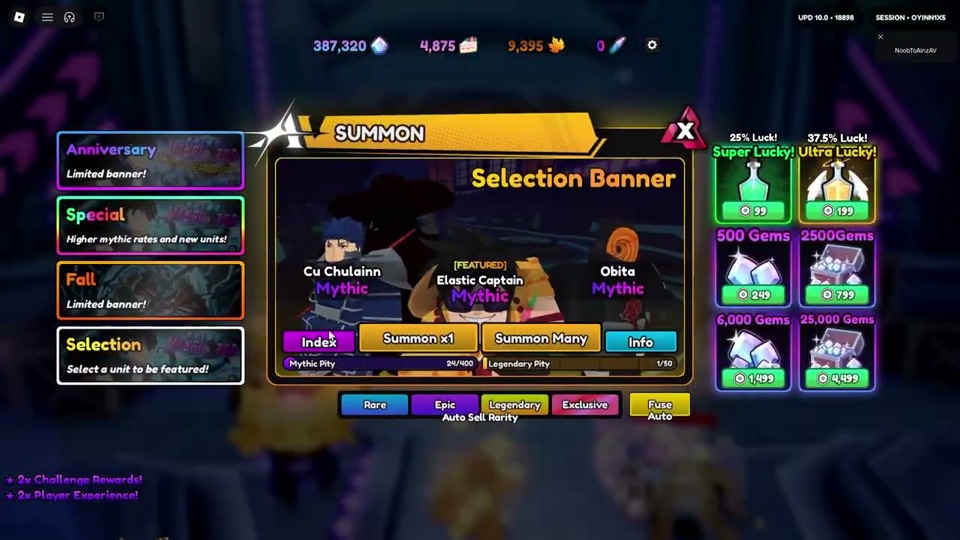 UPD 10.0 • 18898
SESSION • OYINN1XS
NoobToAinzAV
387,320
4,875
9,395
0
SUMMON
X
Anniversary
Limited banner!
Special
Higher mythic rates and new units!
Fall
Limited banner!
Selection
Select a unit to be featured!
Selection Banner
Cu Chulainn
Mythic
[FEATURED]
Elastic Captain
Mythic
Obita
Mythic
Index
Summon x1
Summon Many
Info
Mythic Pity
24/400
Legendary Pity
1/50
Rare
Epic
Legendary
Exclusive
Auto Sell Rarity
Fuse
Auto
25% Luck!
Super Lucky!
99
37.5% Luck!
Ultra Lucky!
199
500 Gems
249
2500Gems
799
6,000 Gems
1,499
25,000 Gems
4,499
2x Challenge Rewards!
2x Player Experience!